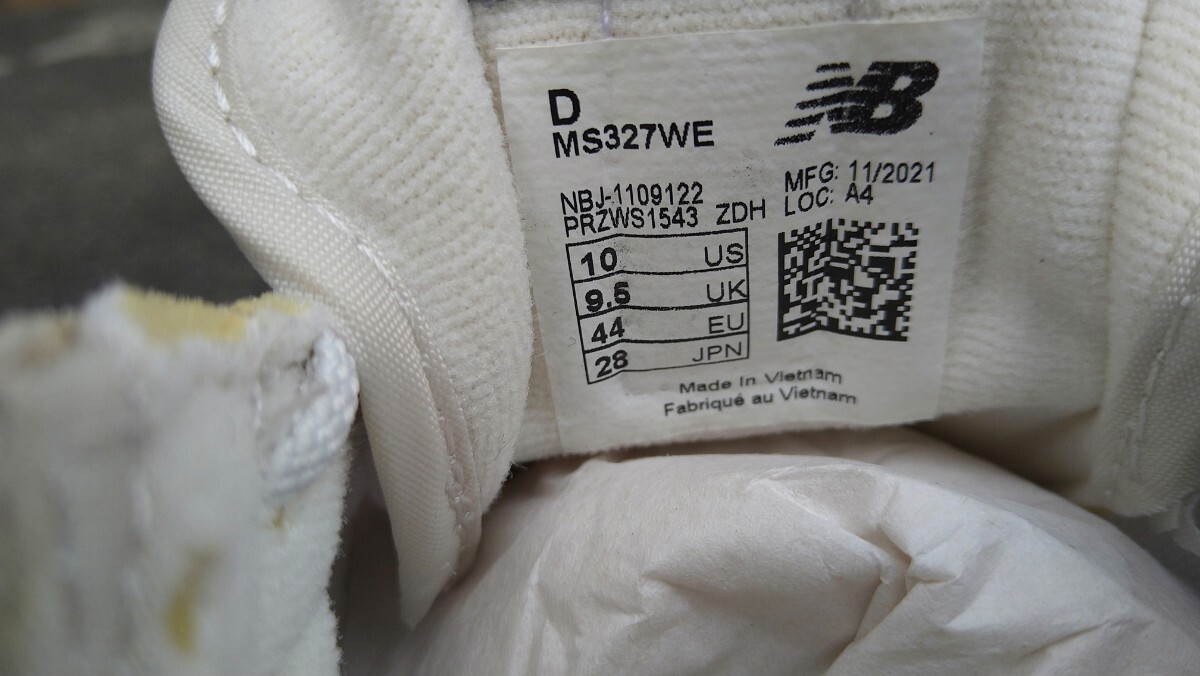 D
MS327WE
NB
NBJ-1109122
PRZWS1543 ZDH
MFG: 11/2021
LOC: A4
10 US
9.5 UK
44 EU
28 JPN
Made In Vietnam
Fabriqué au Vietnam